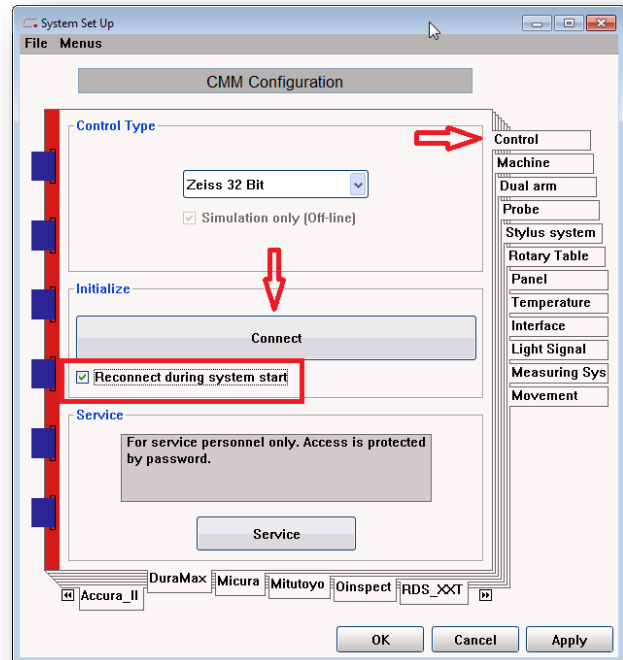 System Set Up
File Menus
CMM Configuration
Control Type
Zeiss 32 Bit
Simulation only (Off-line)
Initialize
Connect
Reconnect during system start
Service
For service personnel only. Access is protected
by password.
Service
Control
Machine
Dual arm
Probe
Stylus system
Rotary Table
Panel
Temperature
Interface
Light Signal
Measuring Sys
Movement
Accura_II
DuraMax
Micura
Mitutoyo
Oinspect
RDS_XXT
OK
Cancel
Apply